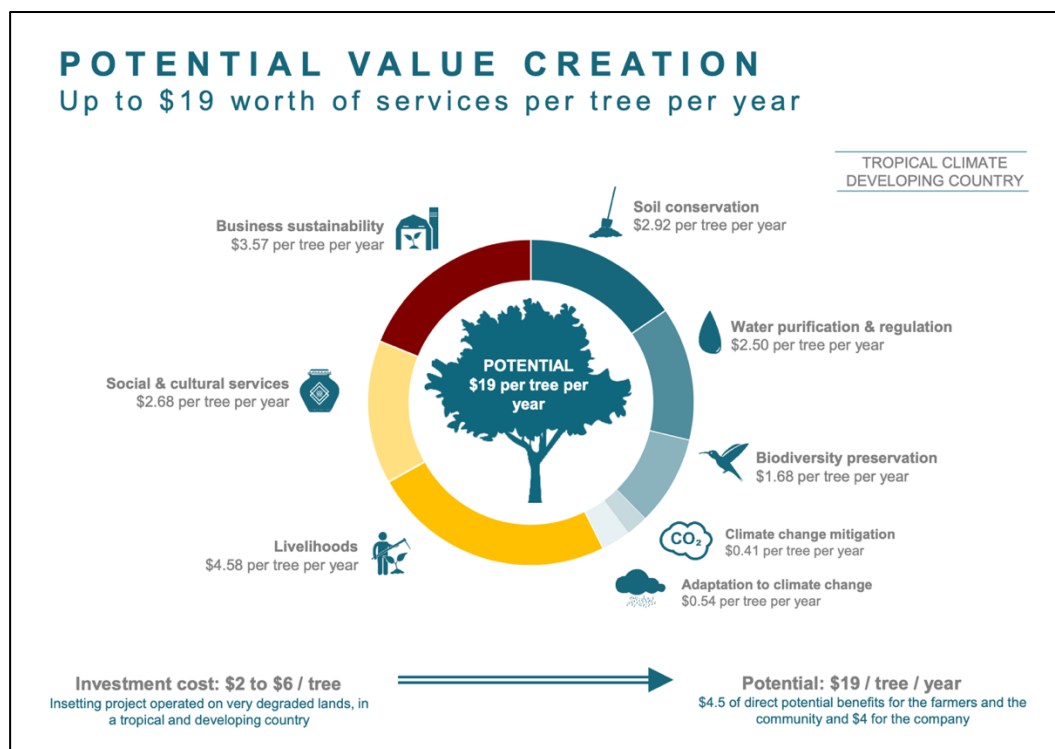 POTENTIAL VALUE CREATION
Up to $19 worth of services per tree per year
TROPICAL CLIMATE
DEVELOPING COUNTRY
Soil conservation
$2.92 per tree per year
Business sustainability
$3.57 per tree per year
Water purification & regulation
$2.50 per tree per year
POTENTIAL
$19 per tree per
year
Social & cultural services
$2.68 per tree per year
Biodiversity preservation
$1.68 per tree per year
CO₂
Climate change mitigation
$0.41 per tree per year
Livelihoods
$4.58 per tree per year
Adaptation to climate change
$0.54 per tree per year
Investment cost: $2 to $6 / tree
Insetting project operated on very degraded lands, in
a tropical and developing country
Potential: $19 / tree / year
$4.5 of direct potential benefits for the farmers and the
community and $4 for the company